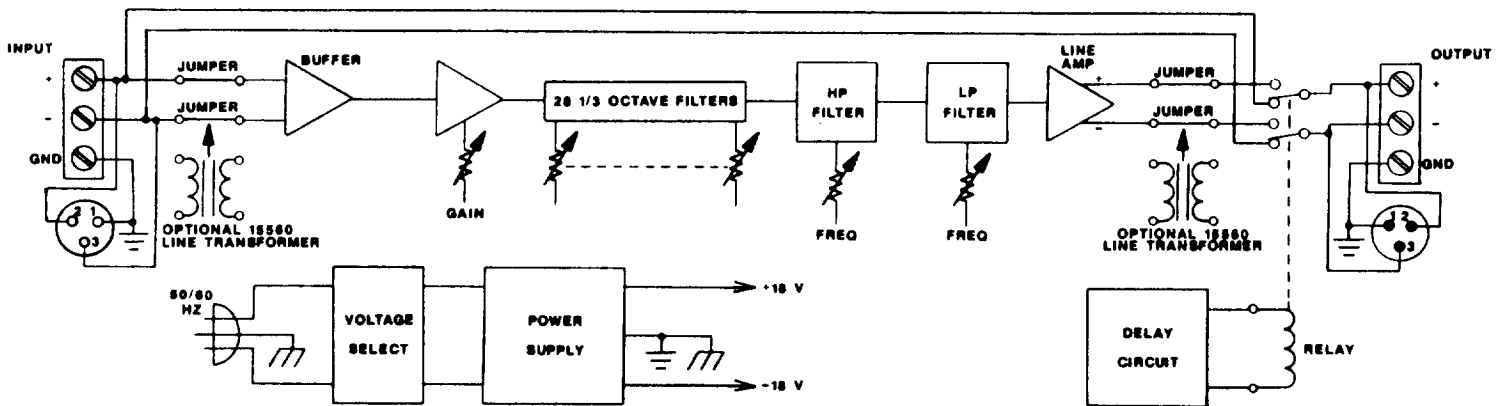 INPUT
+
-
GND
2 1
3
JUMPER
JUMPER
OPTIONAL 15560
LINE TRANSFORMER
BUFFER
GAIN
28 1/3 OCTAVE FILTERS
HP
FILTER
FREQ
LP
FILTER
FREQ
LINE
AMP
+
-
JUMPER
JUMPER
OPTIONAL 15560
LINE TRANSFORMER
OUTPUT
+
-
GND
1 2
3
50/60
HZ
VOLTAGE
SELECT
POWER
SUPPLY
+18 V
-18 V
DELAY
CIRCUIT
RELAY